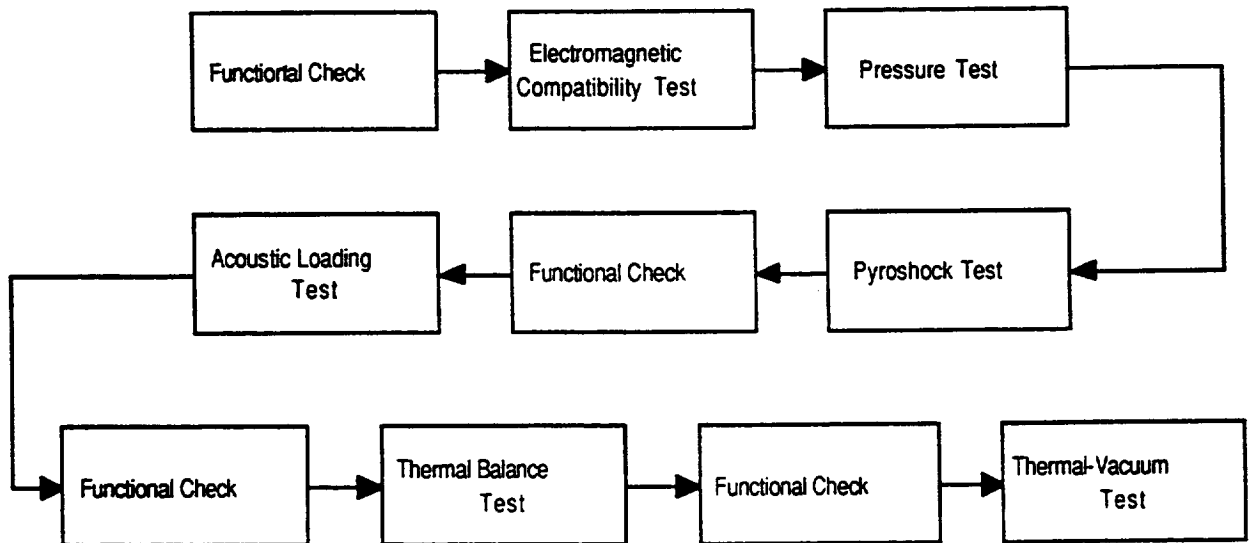 Functiortal Check
Electromagnetic
Compatibility Test
Pressure Test
Pyroshock Test
Functional Check
Acoustic Loading
Test
Functional Check
Thermal Balance
Test
Functional Check
Thermal-Vacuum
Test